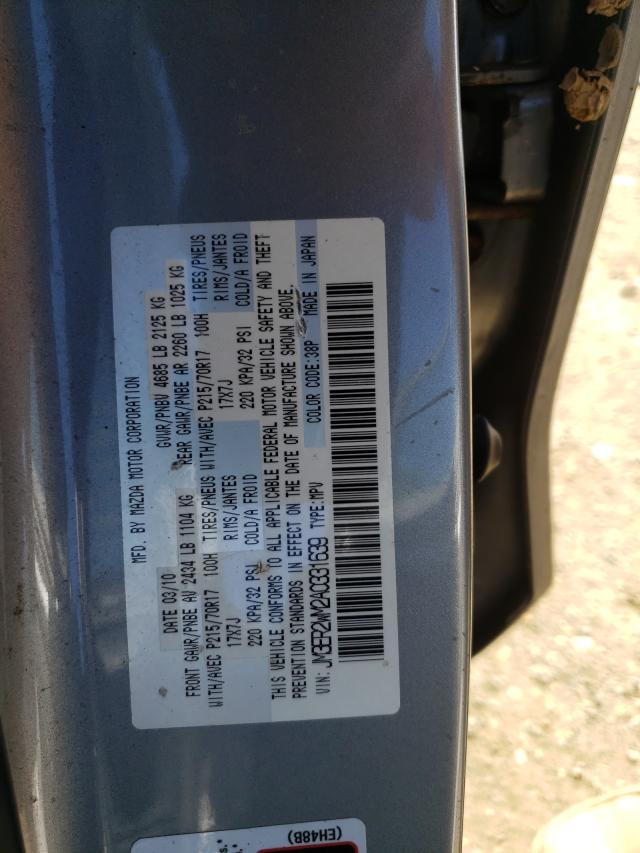 MFD. BY MAZDA MOTOR CORPORATION
DATE 03/10 GVWR/PNBV 4685 LB 2125 KG
FRONT GAWR/PNBE AV 2434 LB 1104 KG REAR GAWR/PNBE AR 2260 LB 1025 KG
WITH/AVEC P215/70R17 100H TIRES/PNEUS WITH/AVEC P215/70R17 100H TIRES/PNEUS
17X7J RIMS/JANTES 17X7J RIMS/JANTES
220 KPA/32 PSI COLD/A FROID 220 KPA/32 PSI COLD/A FROID
THIS VEHICLE CONFORMS TO ALL APPLICABLE FEDERAL MOTOR VEHICLE SAFETY AND THEFT
PREVENTION STANDARDS IN EFFECT ON THE DATE OF MANUFACTURE SHOWN ABOVE.
VIN: JM3ER2WM2A0331639 TYPE:MPV COLOR CODE:38P MADE IN JAPAN
(EH48B)